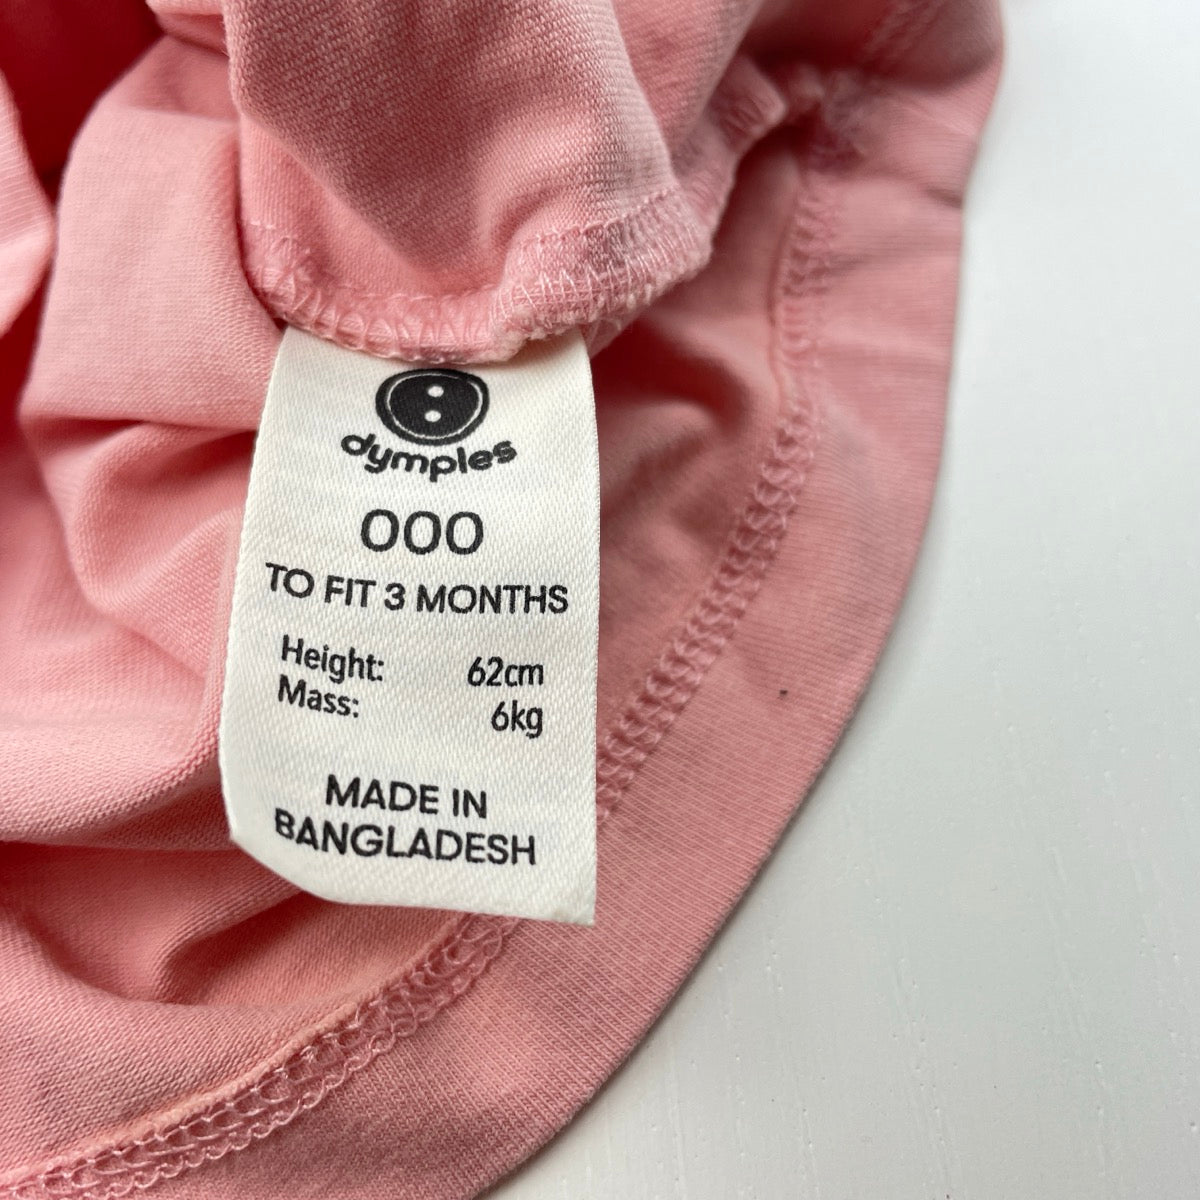 dymples
000
TO FIT 3 MONTHS
Height: 62cm
Mass: 6kg
MADE IN
BANGLADESH